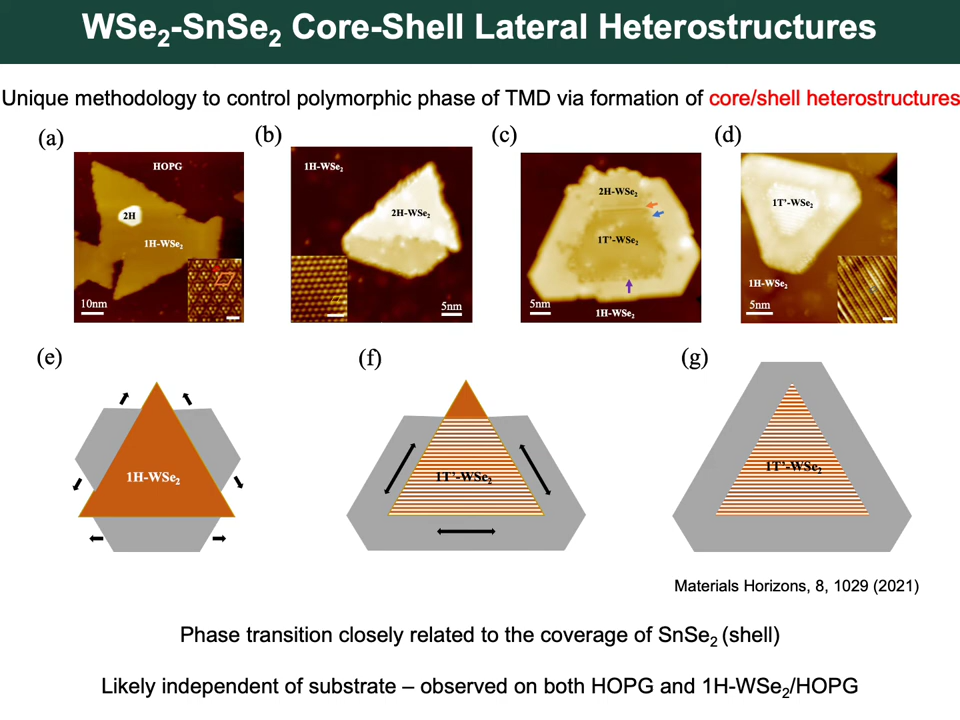 WSe₂-SnSe₂ Core-Shell Lateral Heterostructures
Unique methodology to control polymorphic phase of TMD via formation of core/shell heterostructures
(a)
HOPG
2H
1H-WSe₂
10nm
(b)
1H-WSe₂
2H-WSe₂
5nm
(c)
2H-WSe₂
1T'-WSe₂
5nm
1H-WSe₂
(d)
1T'-WSe₂
1H-WSe₂
5nm
(e)
1H-WSe₂
(f)
1T'-WSe₂
(g)
1T'-WSe₂
Materials Horizons, 8, 1029 (2021)
Phase transition closely related to the coverage of SnSe₂ (shell)
Likely independent of substrate – observed on both HOPG and 1H-WSe₂/HOPG